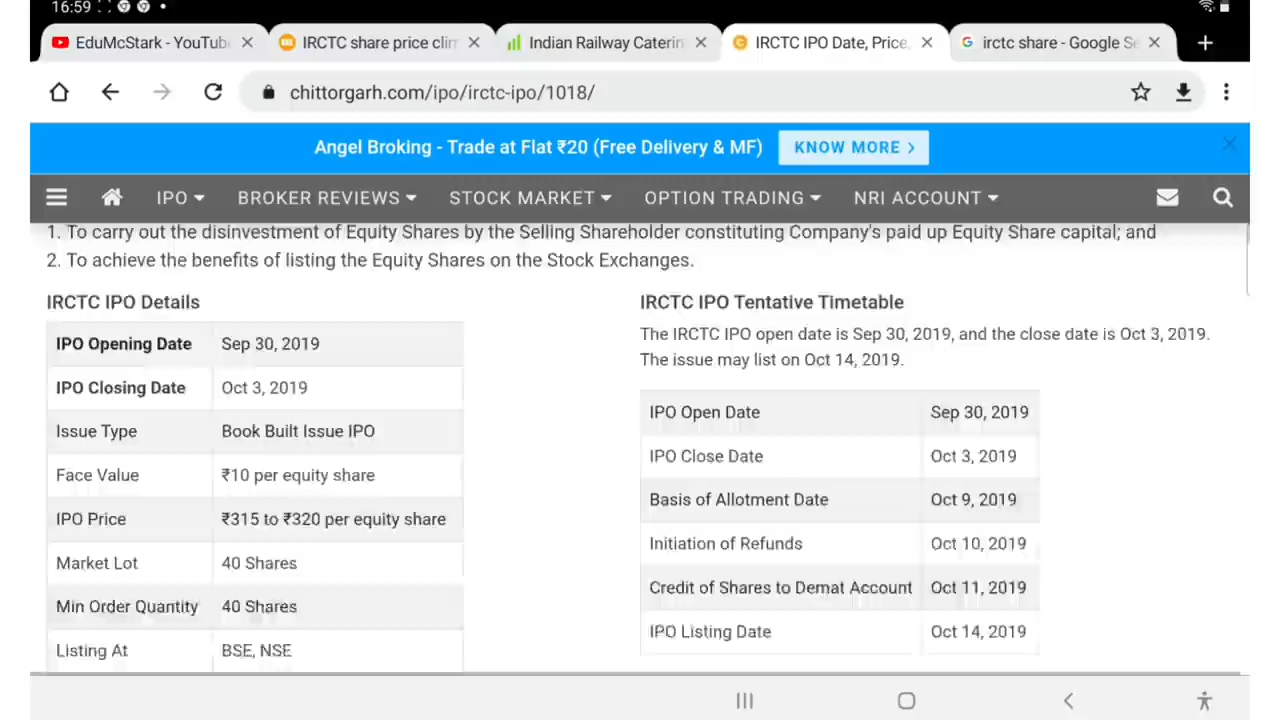 16:59
EduMcStark - YouTub
IRCTC share price clim
Indian Railway Caterin
IRCTC IPO Date, Price,
irctc share - Google Se
chittorgarh.com/ipo/irctc-ipo/1018/
Angel Broking - Trade at Flat ₹20 (Free Delivery & MF)
KNOW MORE
IPO
BROKER REVIEWS
STOCK MARKET
OPTION TRADING
NRI ACCOUNT
1. To carry out the disinvestment of Equity Shares by the Selling Shareholder constituting Company's paid up Equity Share capital; and
2. To achieve the benefits of listing the Equity Shares on the Stock Exchanges.
IRCTC IPO Details
IPO Opening Date Sep 30, 2019
IPO Closing Date Oct 3, 2019
Issue Type Book Built Issue IPO
Face Value ₹10 per equity share
IPO Price ₹315 to ₹320 per equity share
Market Lot 40 Shares
Min Order Quantity 40 Shares
Listing At BSE, NSE
IRCTC IPO Tentative Timetable
The IRCTC IPO open date is Sep 30, 2019, and the close date is Oct 3, 2019.
The issue may list on Oct 14, 2019.
IPO Open Date Sep 30, 2019
IPO Close Date Oct 3, 2019
Basis of Allotment Date Oct 9, 2019
Initiation of Refunds Oct 10, 2019
Credit of Shares to Demat Account Oct 11, 2019
IPO Listing Date Oct 14, 2019